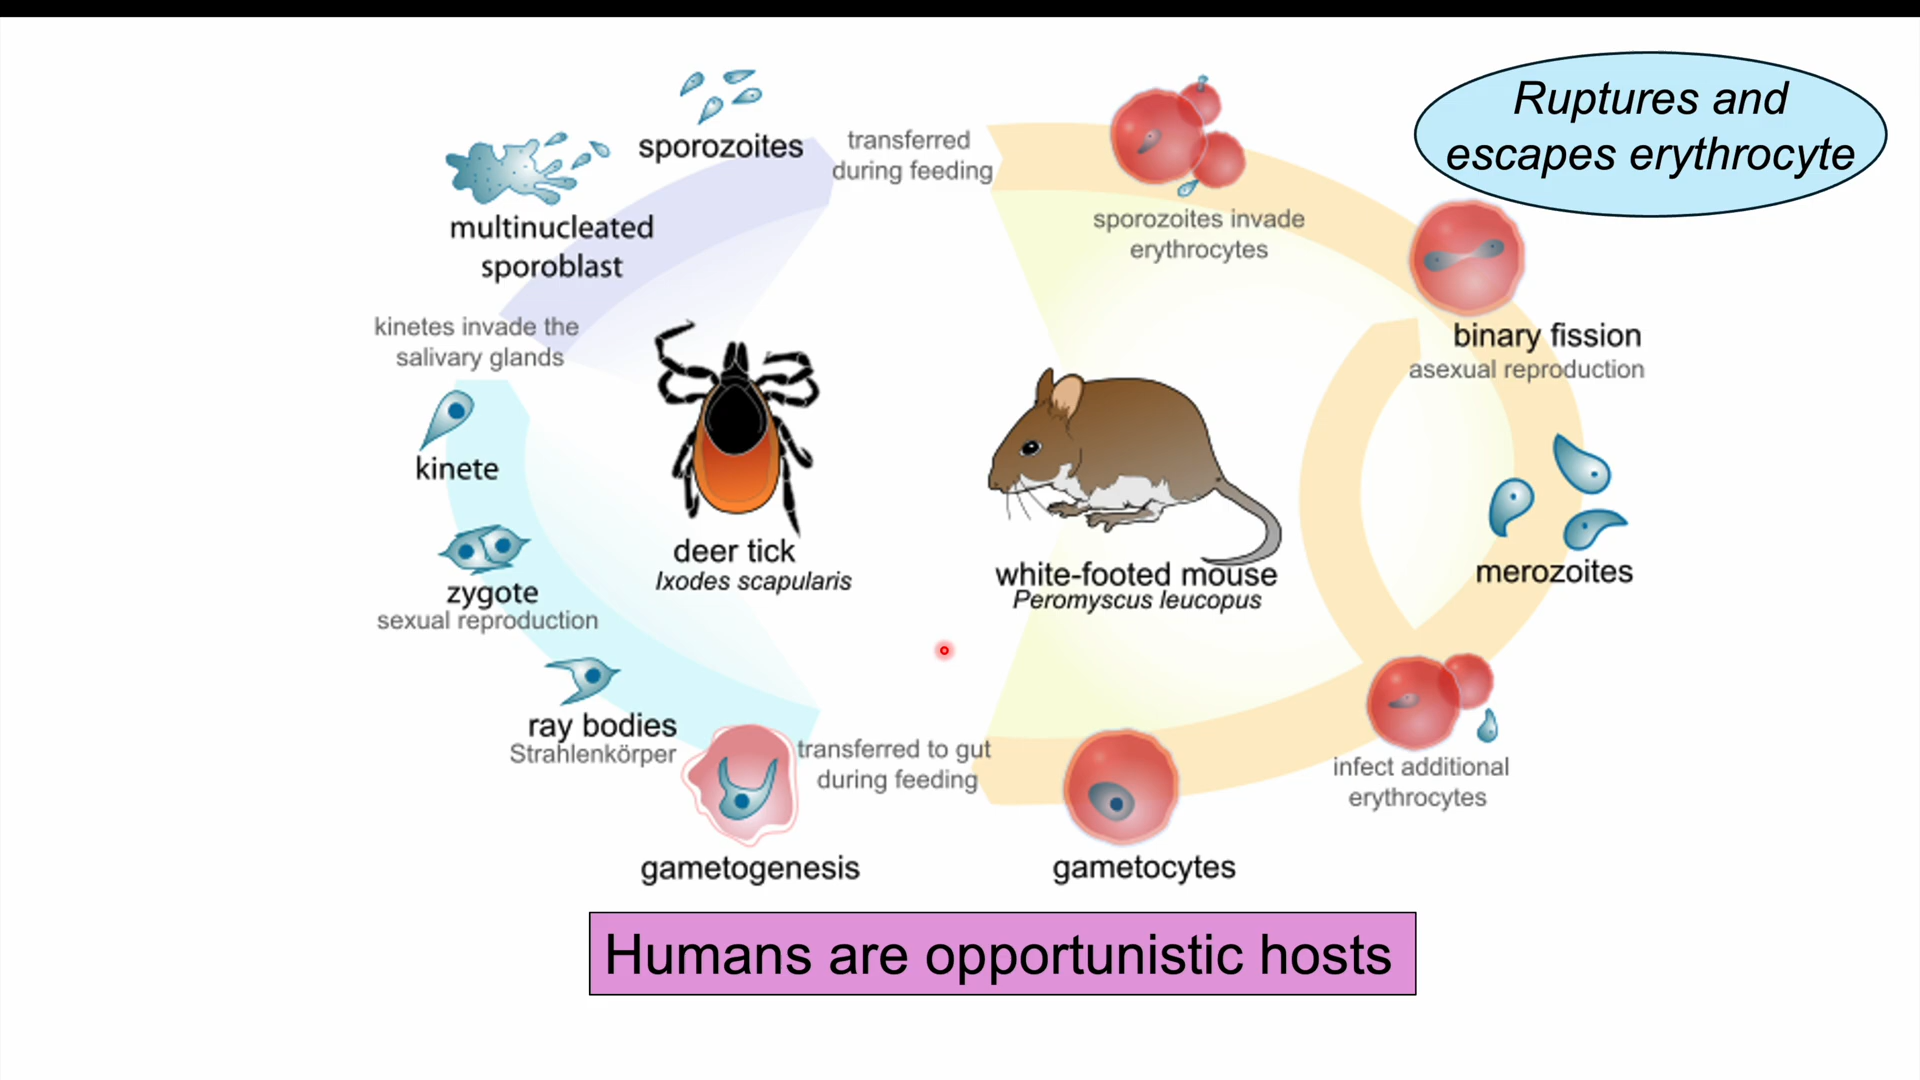 Ruptures and
escapes erythrocyte
sporozoites
transferred
during feeding
sporozoites invade
erythrocytes
multinucleated
sporoblast
kinetes invade the
salivary glands
kinete
zygote
sexual reproduction
ray bodies
Strahlenkörper
gametogenesis
transferred to gut
during feeding
gametocytes
infect additional
erythrocytes
merozoites
binary fission
asexual reproduction
deer tick
Ixodes scapularis
white-footed mouse
Peromyscus leucopus
Humans are opportunistic hosts